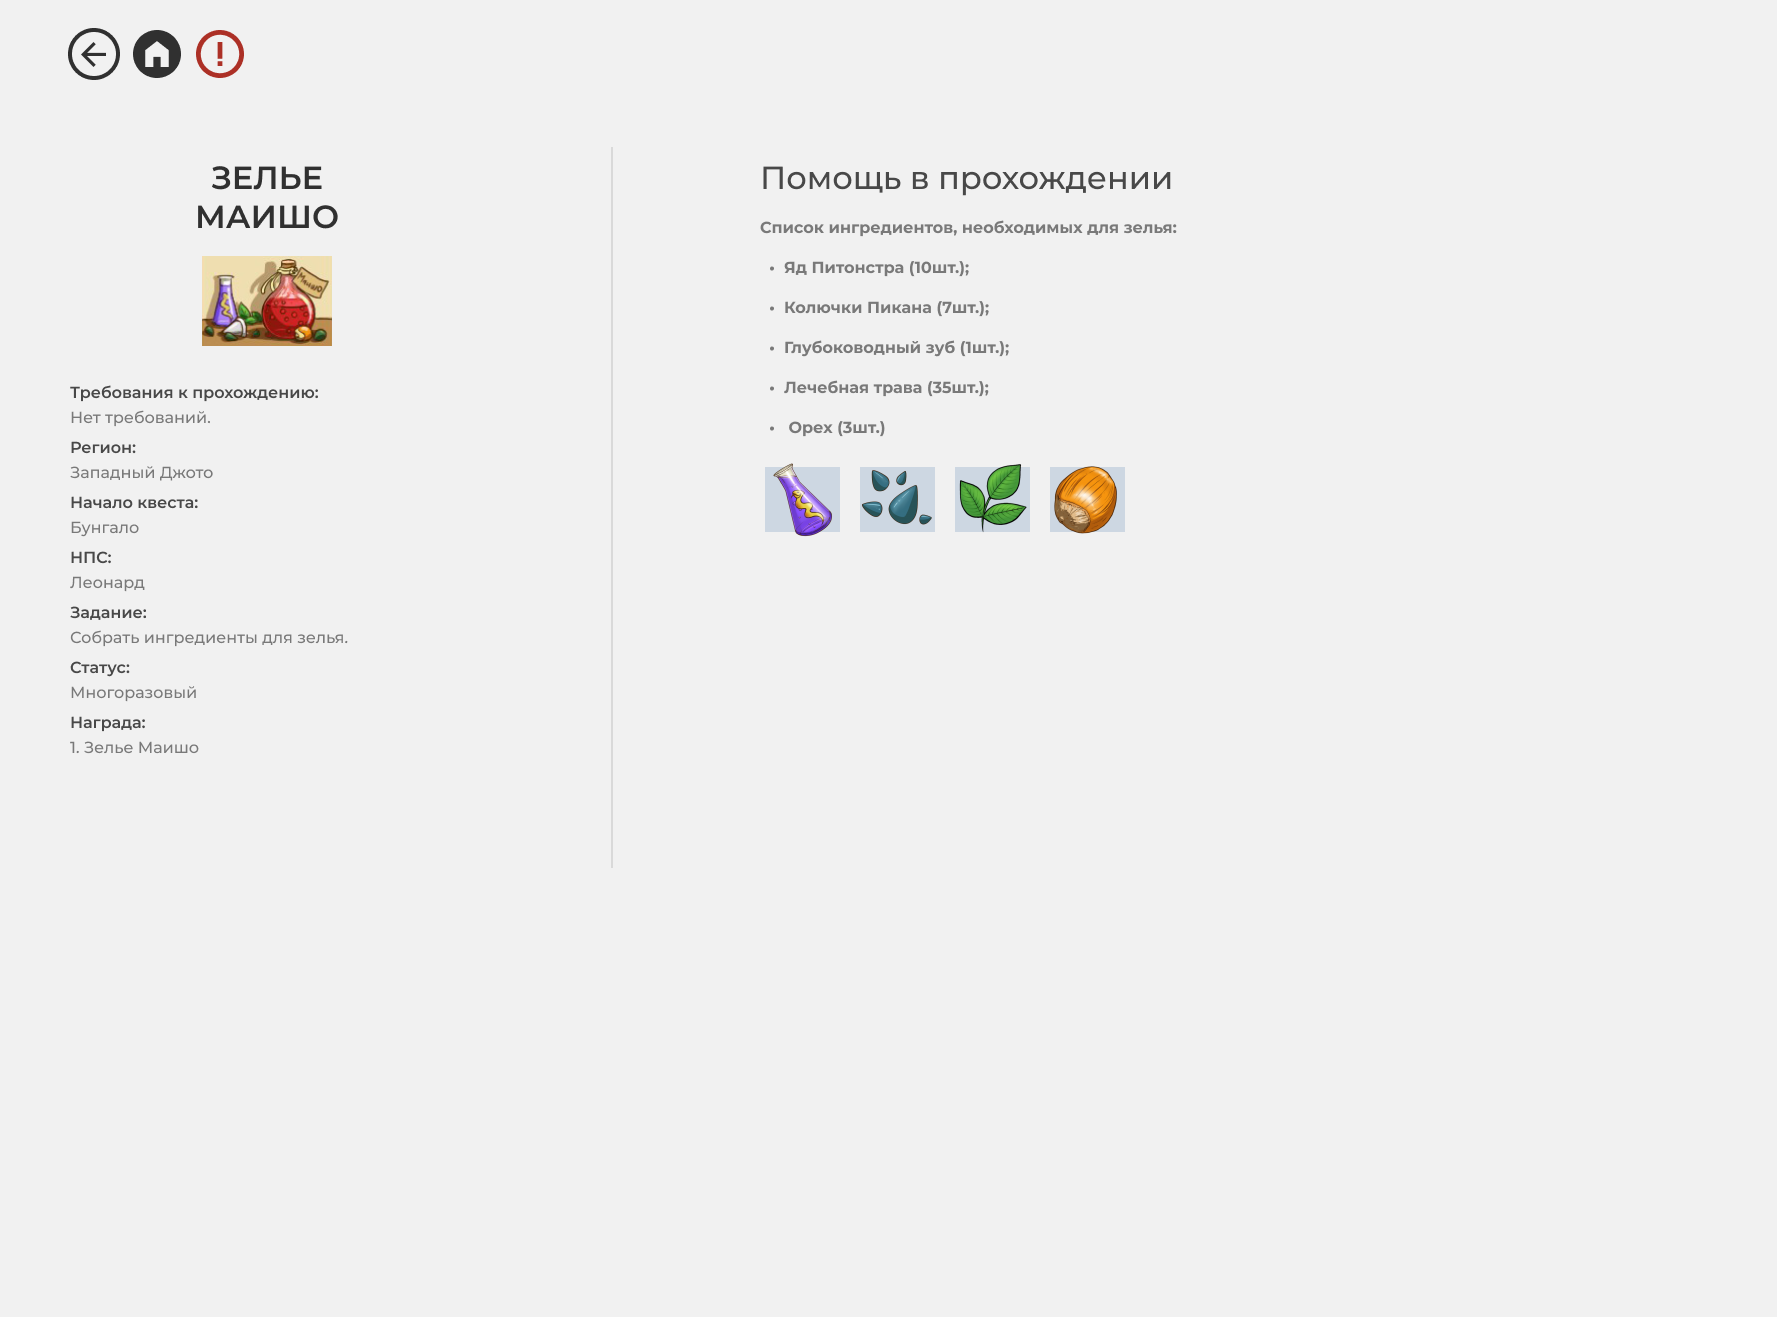 ЗЕЛЬЕ
МАИШО
Маишо
Требования к прохождению:
Нет требований.
Регион:
Западный Джото
Начало квеста:
Бунгало
НПС:
Леонард
Задание:
Собрать ингредиенты для зелья.
Статус:
Многоразовый
Награда:
1. Зелье Маишо
Помощь в прохождении
Список ингредиентов, необходимых для зелья:
• Яд Питонстра (10шт.);
• Колючки Пикана (7шт.);
• Глубоководный зуб (1шт.);
• Лечебная трава (35шт.);
• Орех (3шт.)